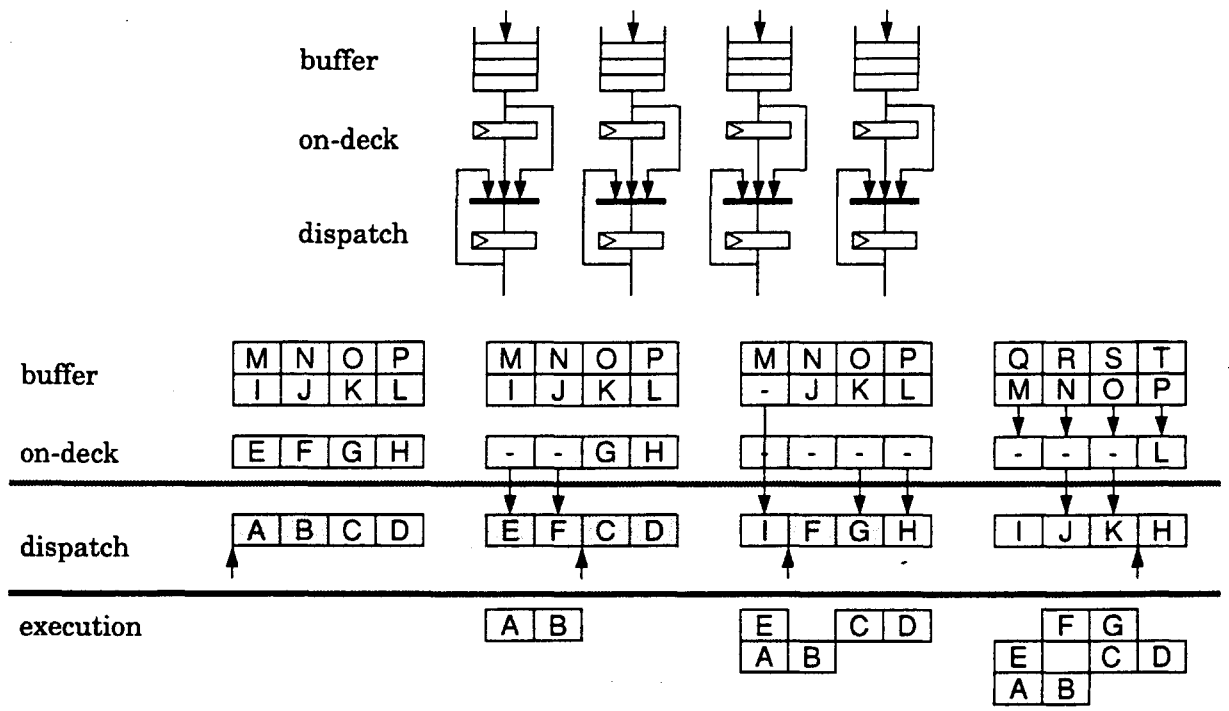 buffer
on-deck
dispatch
buffer
M N O P
I J K L
M N O P
I J K L
M N O P
- J K L
Q R S T
M N O P
on-deck
E F G H
- - G H
- - - -
- - - L
dispatch
A B C D
E F C D
I F G H
I J K H
execution
A B
E C D
A B
F G
E C D
A B